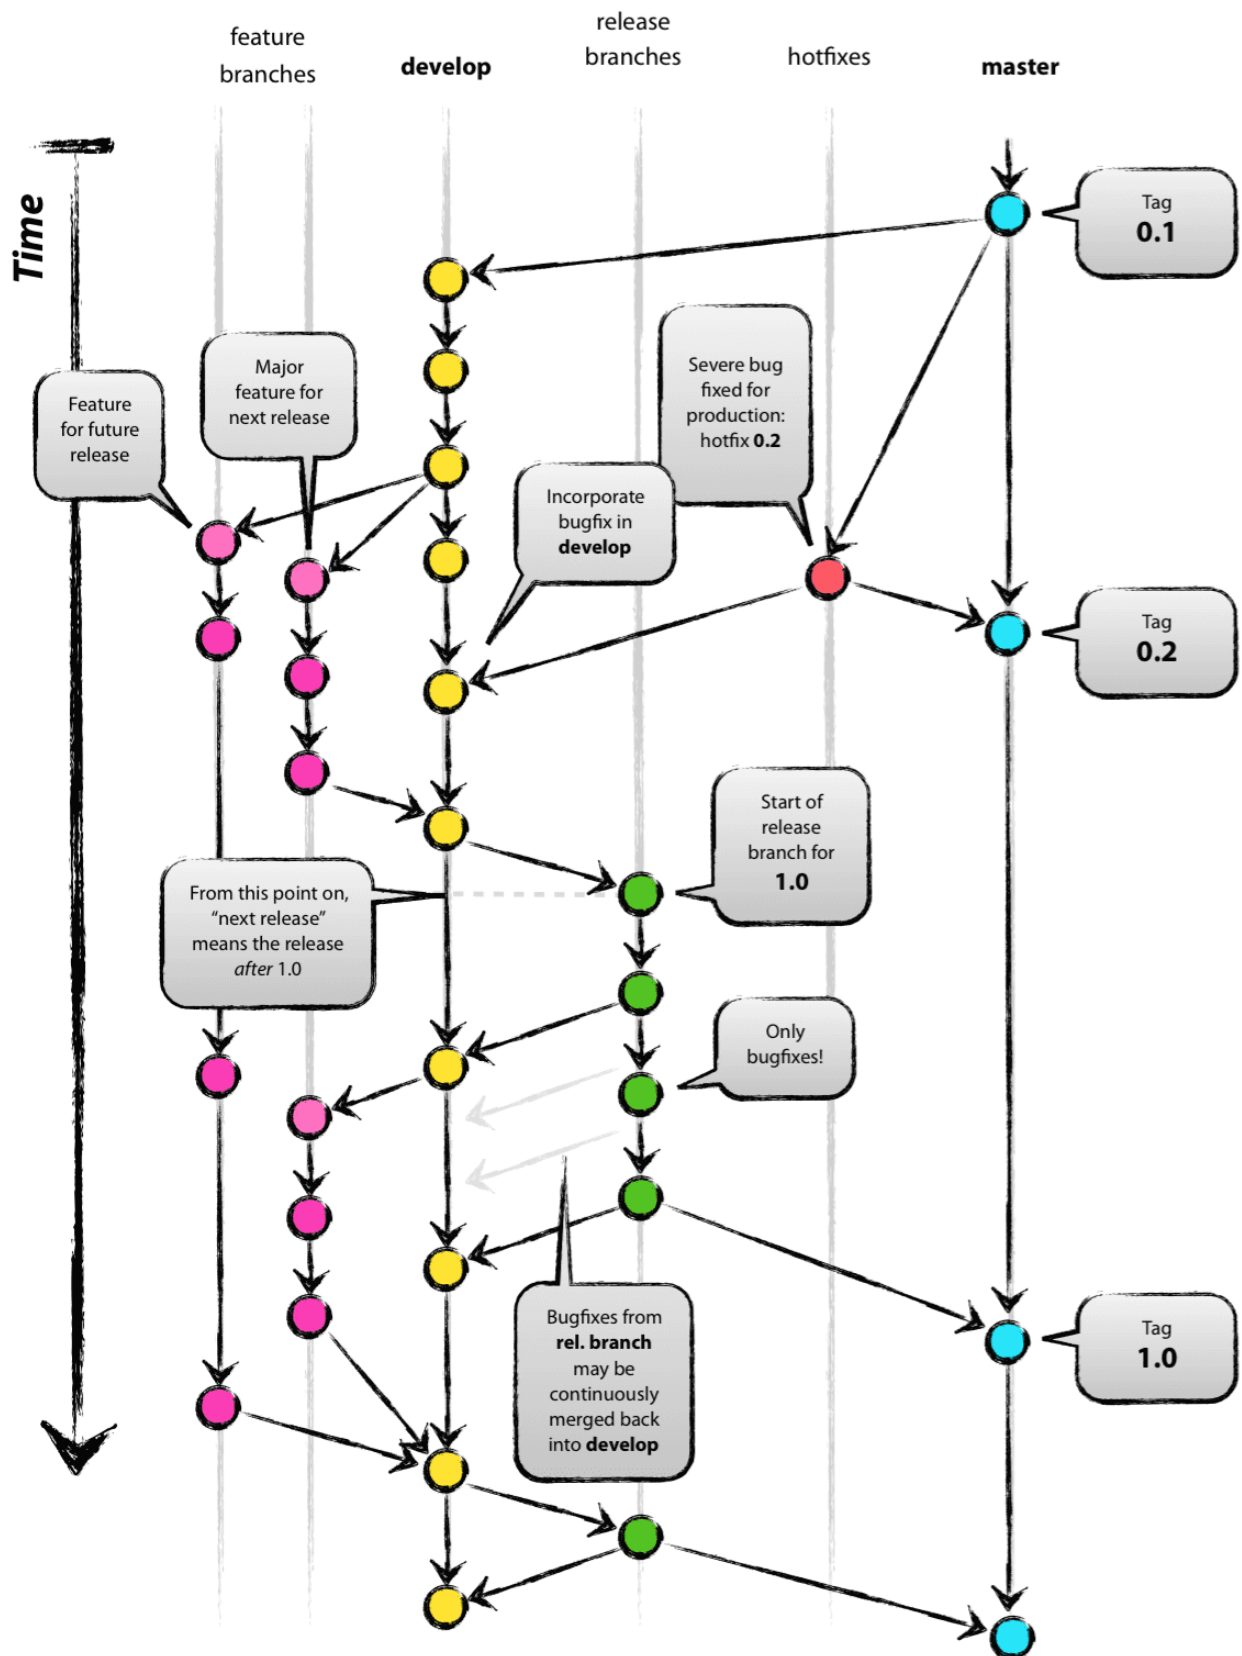 feature
branches
develop
release
branches
hotfixes
master
Time
Tag
0.1
Major
feature for
next release
Feature
for future
release
Severe bug
fixed for
production:
hotfix 0.2
Incorporate
bugfix in
develop
Tag
0.2
Start of
release
branch for
1.0
From this point on,
“next release”
means the release
after 1.0
Only
bugfixes!
Bugfixes from
rel. branch
may be
continuously
merged back
into develop
Tag
1.0